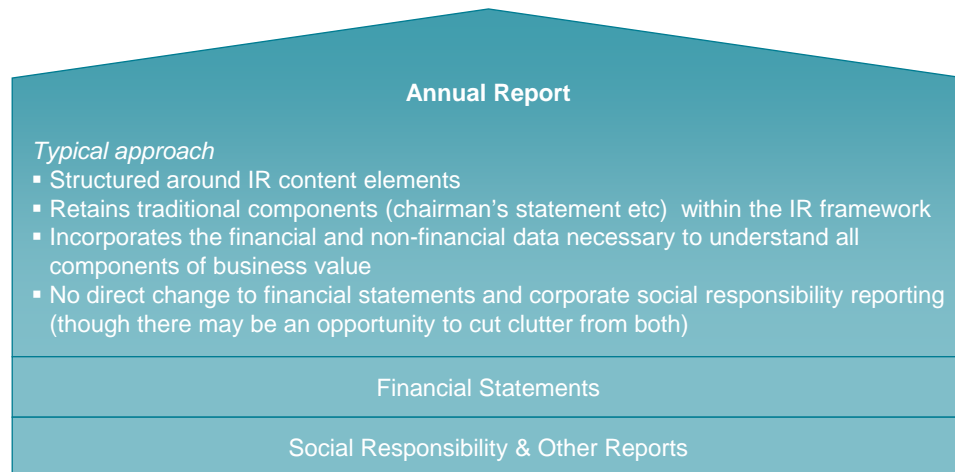 Annual Report
Typical approach
▪ Structured around IR content elements
▪ Retains traditional components (chairman's statement etc)  within the IR framework
▪ Incorporates the financial and non-financial data necessary to understand all
components of business value
▪ No direct change to financial statements and corporate social responsibility reporting
(though there may be an opportunity to cut clutter from both)
Financial Statements
Social Responsibility & Other Reports